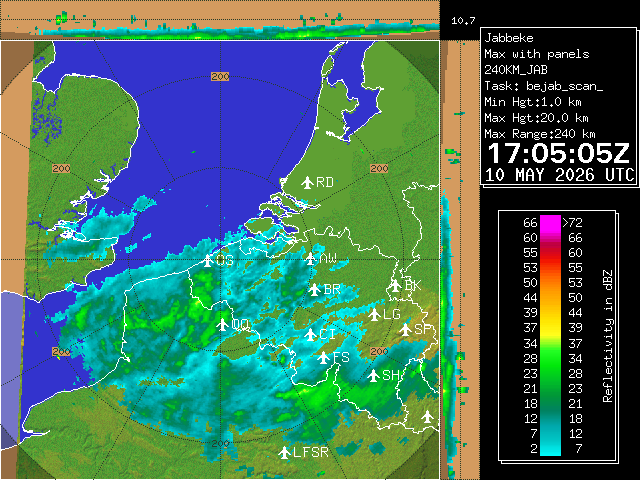 10.7
Jabbeke
Max with panels
240KM_JAB
Task: bejab_scan_
Min Hgt:1.0 km
Max Hgt:20.0 km
Max Range:240 km
17:05:05Z
10 MAY 2026 UTC
200
200
200
RD
OS
AW
BR
BK
LG
QO
CI
SP
200
FS
200
SH
200
LFSR
66 >72
60 66
55 60
53 55
50 53
44 50
39 44
37 39
34 37
28 34
23 28
21 23
18 21
12 18
7 12
2 7
Reflectivity in dBZ